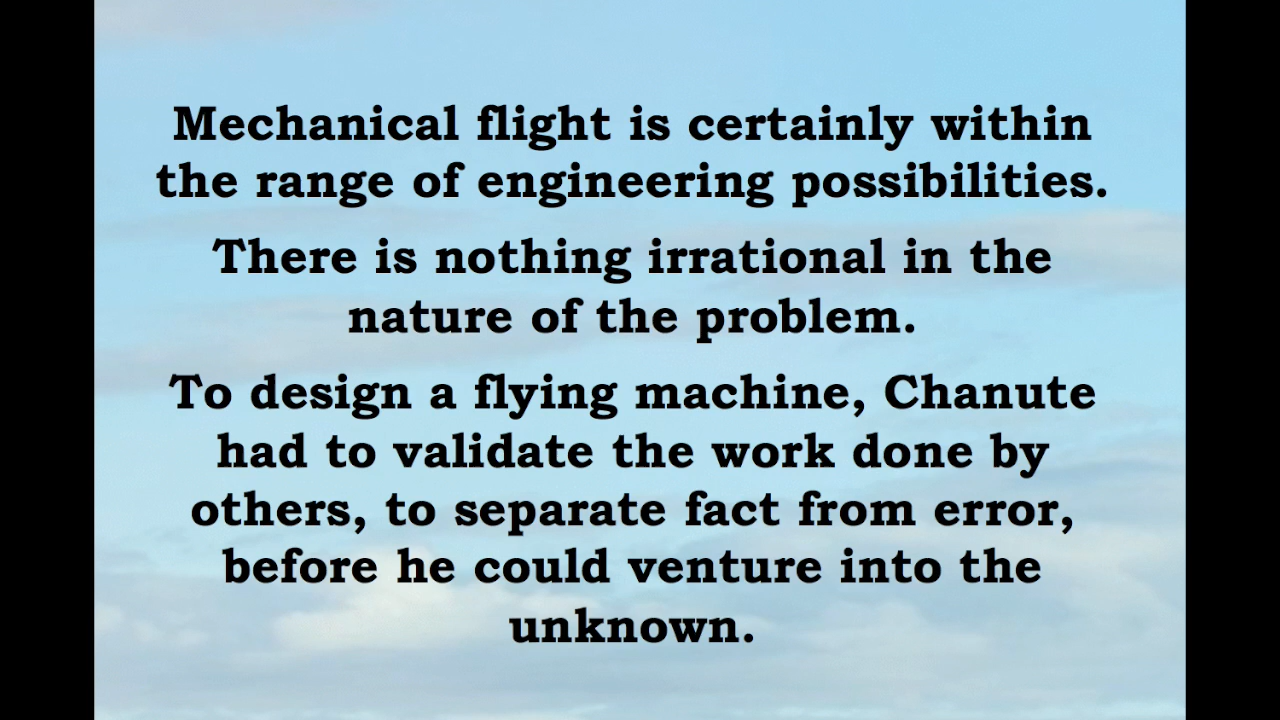 Mechanical flight is certainly within
the range of engineering possibilities.
There is nothing irrational in the
nature of the problem.
To design a flying machine, Chanute
had to validate the work done by
others, to separate fact from error,
before he could venture into the
unknown.